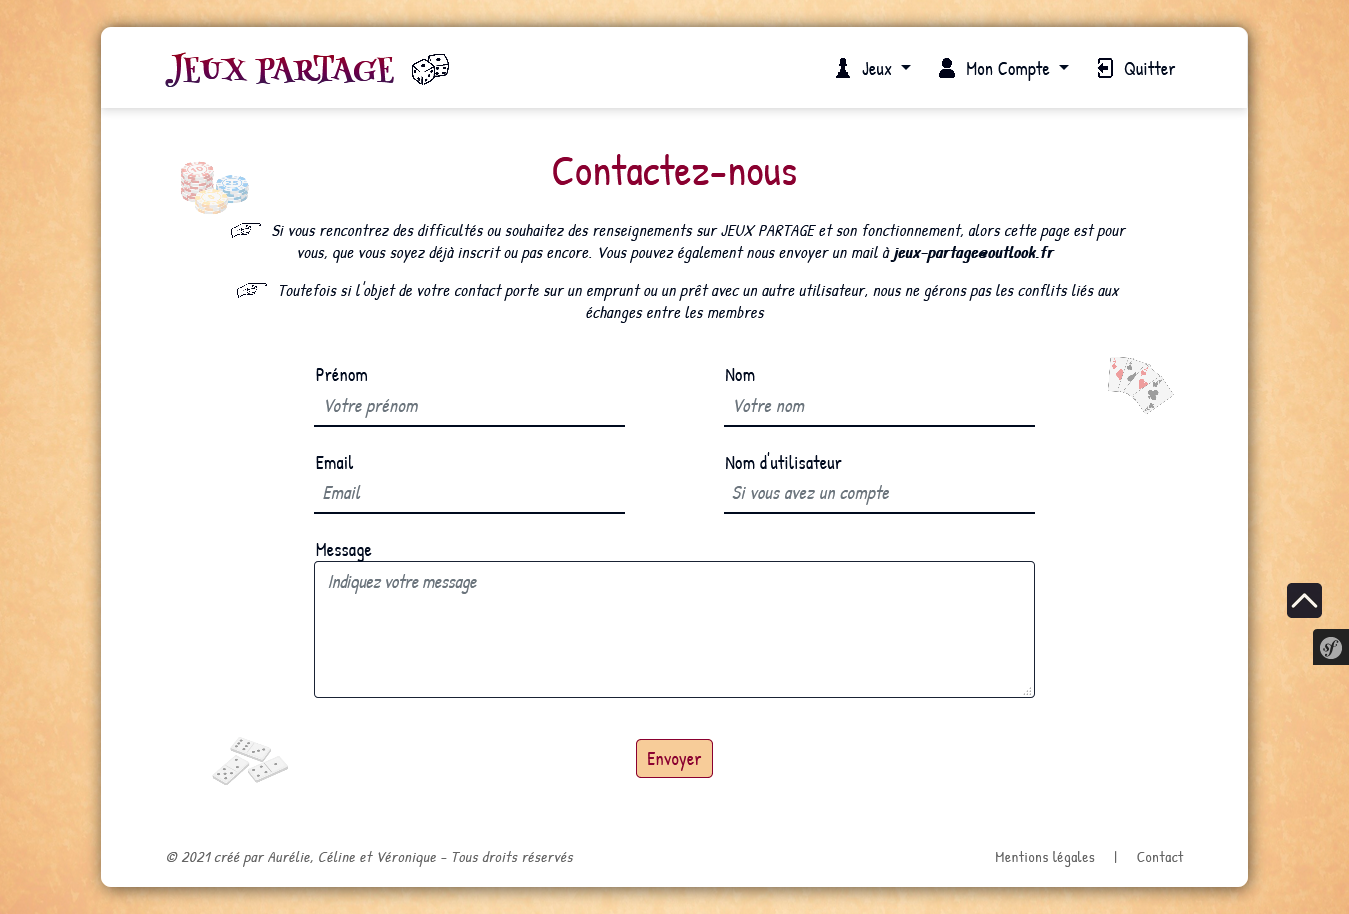 JEUX PARTAGE
Jeux
Mon Compte
Quitter
Contactez-nous
Si vous rencontrez des difficultés ou souhaitez des renseignements sur JEUX PARTAGE et son fonctionnement, alors cette page est pour
vous, que vous soyez déjà inscrit ou pas encore. Vous pouvez également nous envoyer un mail à jeux-partage@outlook.fr
Toutefois si l'objet de votre contact porte sur un emprunt ou un prêt avec un autre utilisateur, nous ne gérons pas les conflits liés aux
échanges entre les membres
Prénom
Nom
Votre prénom
Votre nom
Email
Nom d'utilisateur
Email
Si vous avez un compte
Message
Indiquez votre message
sf
Envoyer
© 2021 créé par Aurélie, Céline et Véronique - Tous droits réservés
Mentions légales | Contact